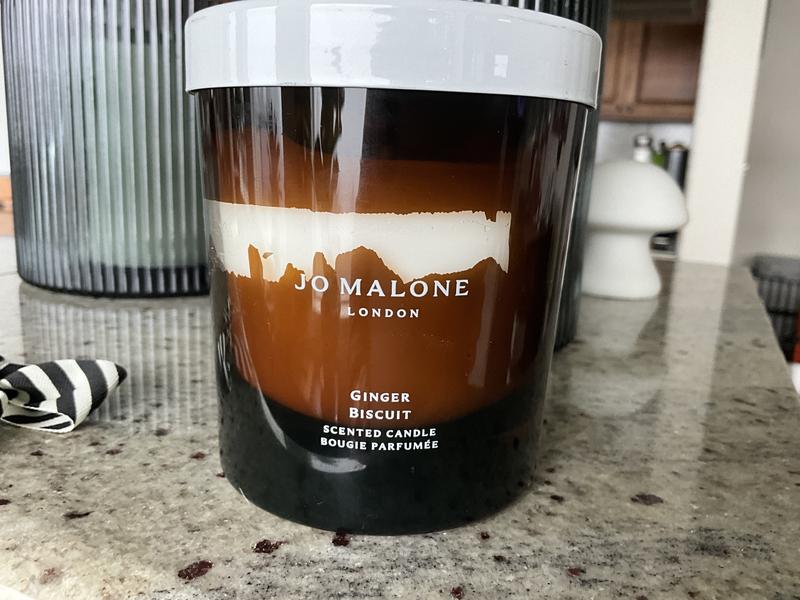 JO MALONE
LONDON
GINGER
BISCUIT
SCENTED CANDLE
BOUGIE PARFUMÉE